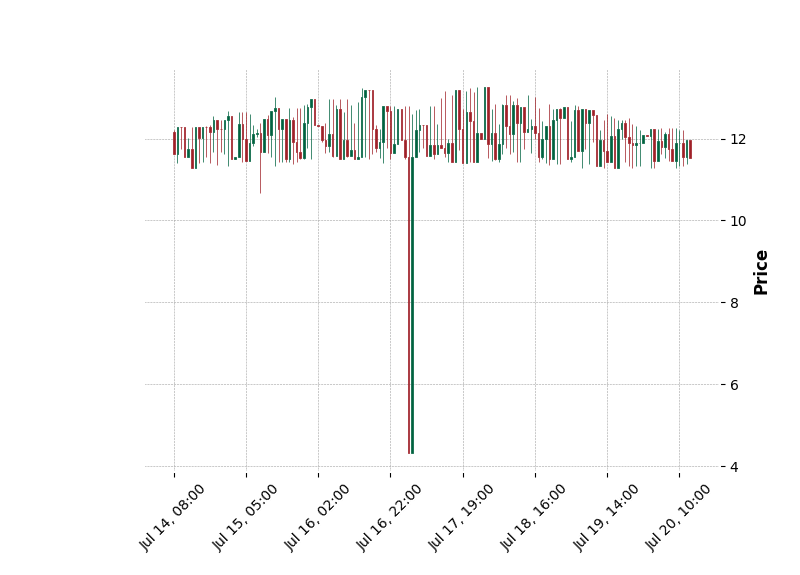 12
10
8
6
4
Price
Jul 14, 08:00
Jul 15, 05:00
Jul 16, 02:00
Jul 16, 22:00
Jul 17, 19:00
Jul 18, 16:00
Jul 19, 14:00
Jul 20, 10:00